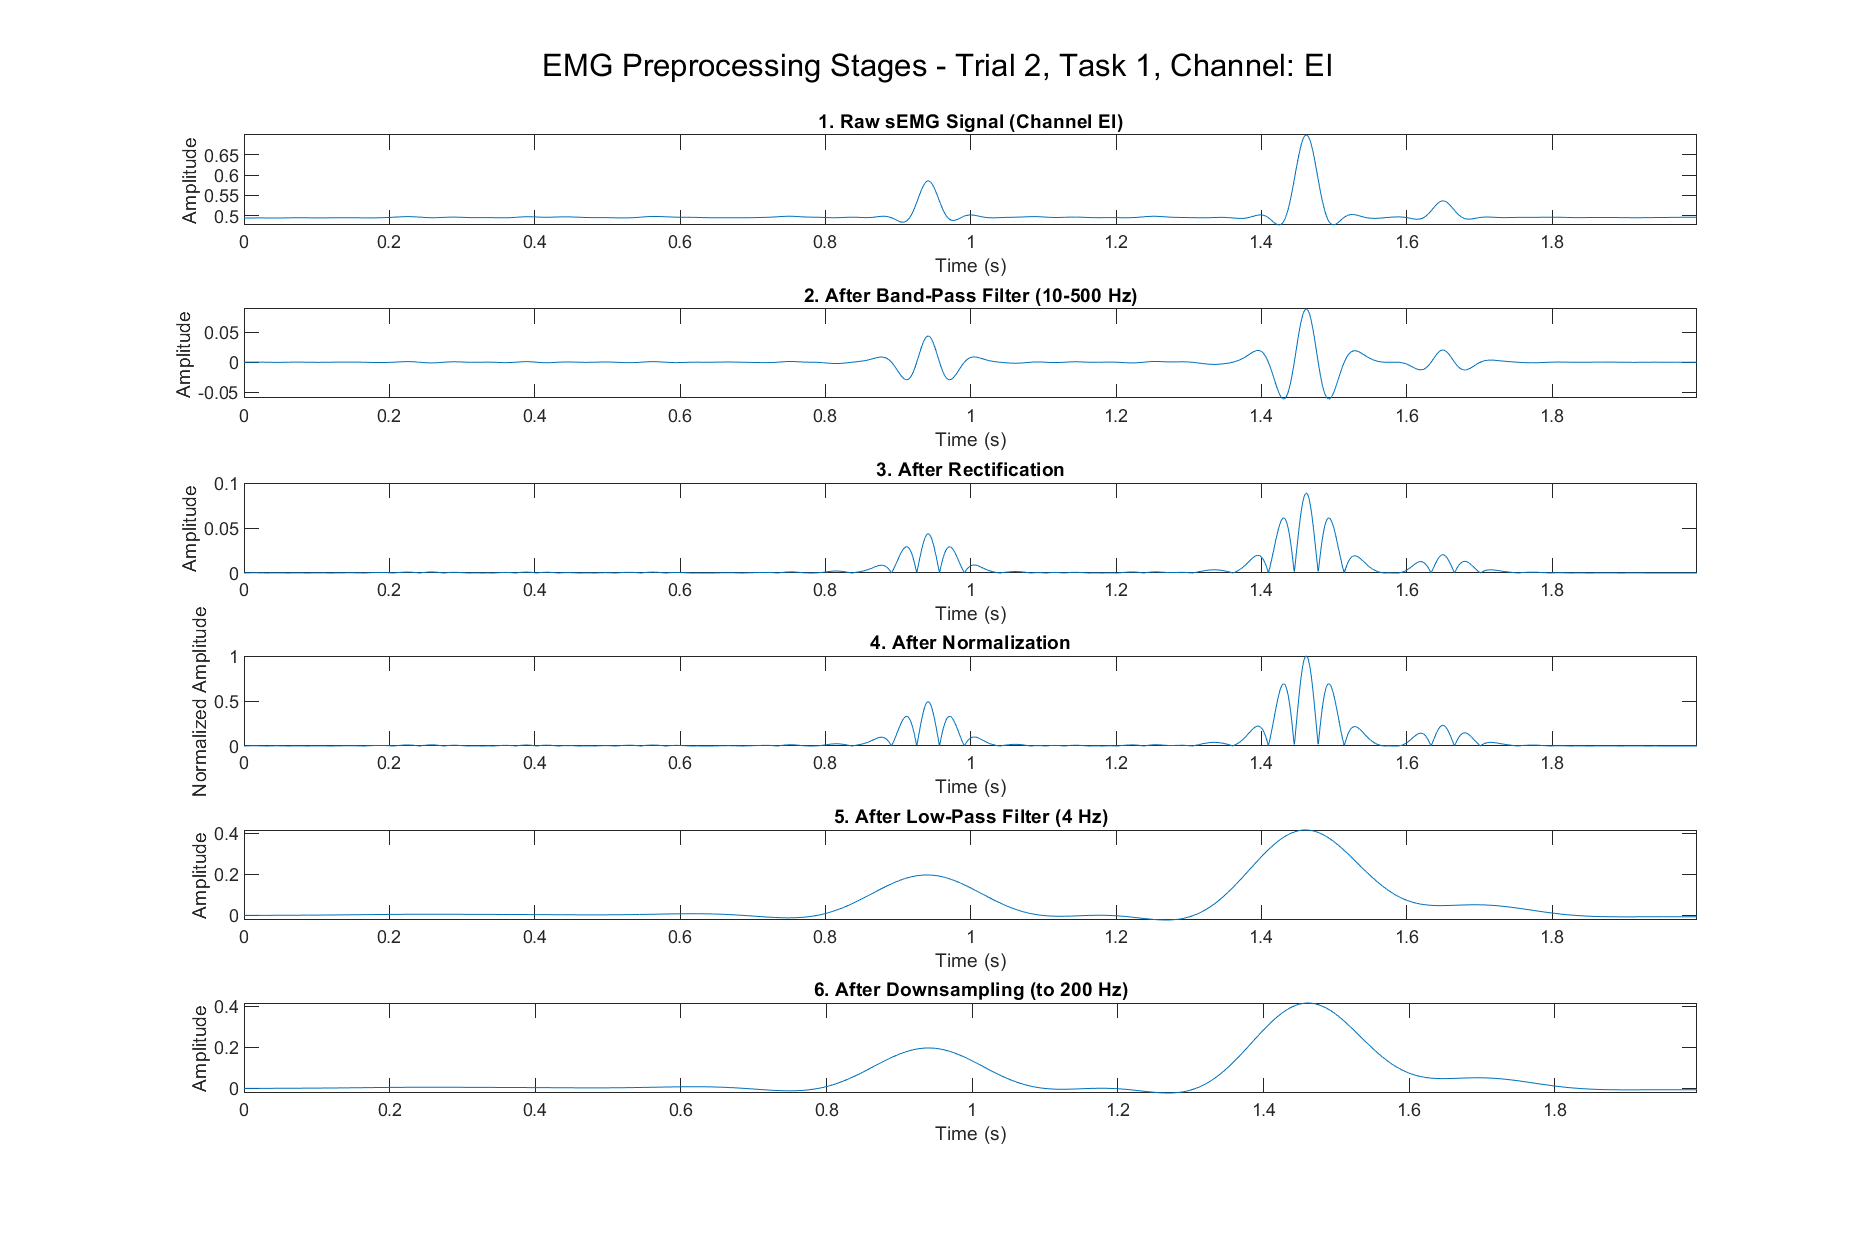 EMG Preprocessing Stages - Trial 2, Task 1, Channel: EI
1. Raw sEMG Signal (Channel EI)
Amplitude
0.65
0.6
0.55
0.5
0 0.2 0.4 0.6 0.8 1 1.2 1.4 1.6 1.8
Time (s)
2. After Band-Pass Filter (10-500 Hz)
Amplitude
0.05
0
-0.05
0 0.2 0.4 0.6 0.8 1 1.2 1.4 1.6 1.8
Time (s)
3. After Rectification
Amplitude
0.1
0.05
0
0 0.2 0.4 0.6 0.8 1 1.2 1.4 1.6 1.8
Time (s)
4. After Normalization
Normalized Amplitude
1
0.5
0
0 0.2 0.4 0.6 0.8 1 1.2 1.4 1.6 1.8
Time (s)
5. After Low-Pass Filter (4 Hz)
Amplitude
0.4
0.2
0
0 0.2 0.4 0.6 0.8 1 1.2 1.4 1.6 1.8
Time (s)
6. After Downsampling (to 200 Hz)
Amplitude
0.4
0.2
0
0 0.2 0.4 0.6 0.8 1 1.2 1.4 1.6 1.8
Time (s)